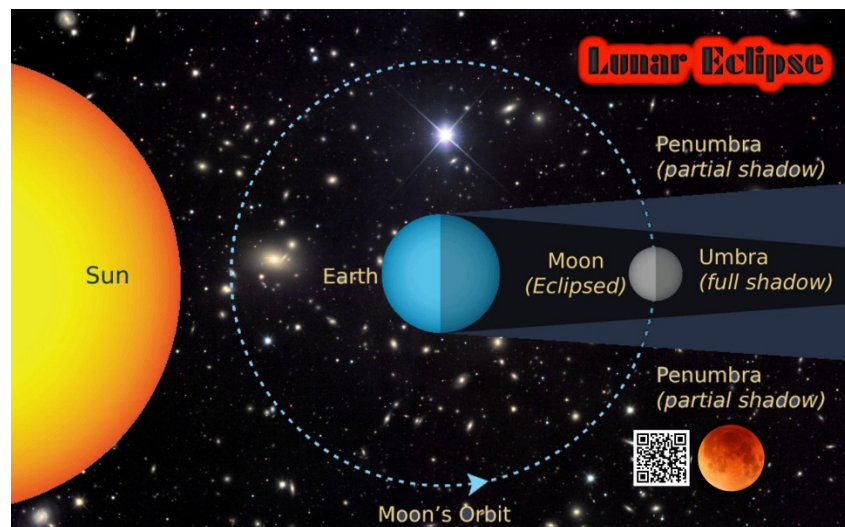 Lunar Eclipse
Penumbra
(partial shadow)
Sun
Earth
Moon
(Eclipsed)
Umbra
(full shadow)
Penumbra
(partial shadow)
Moon's Orbit